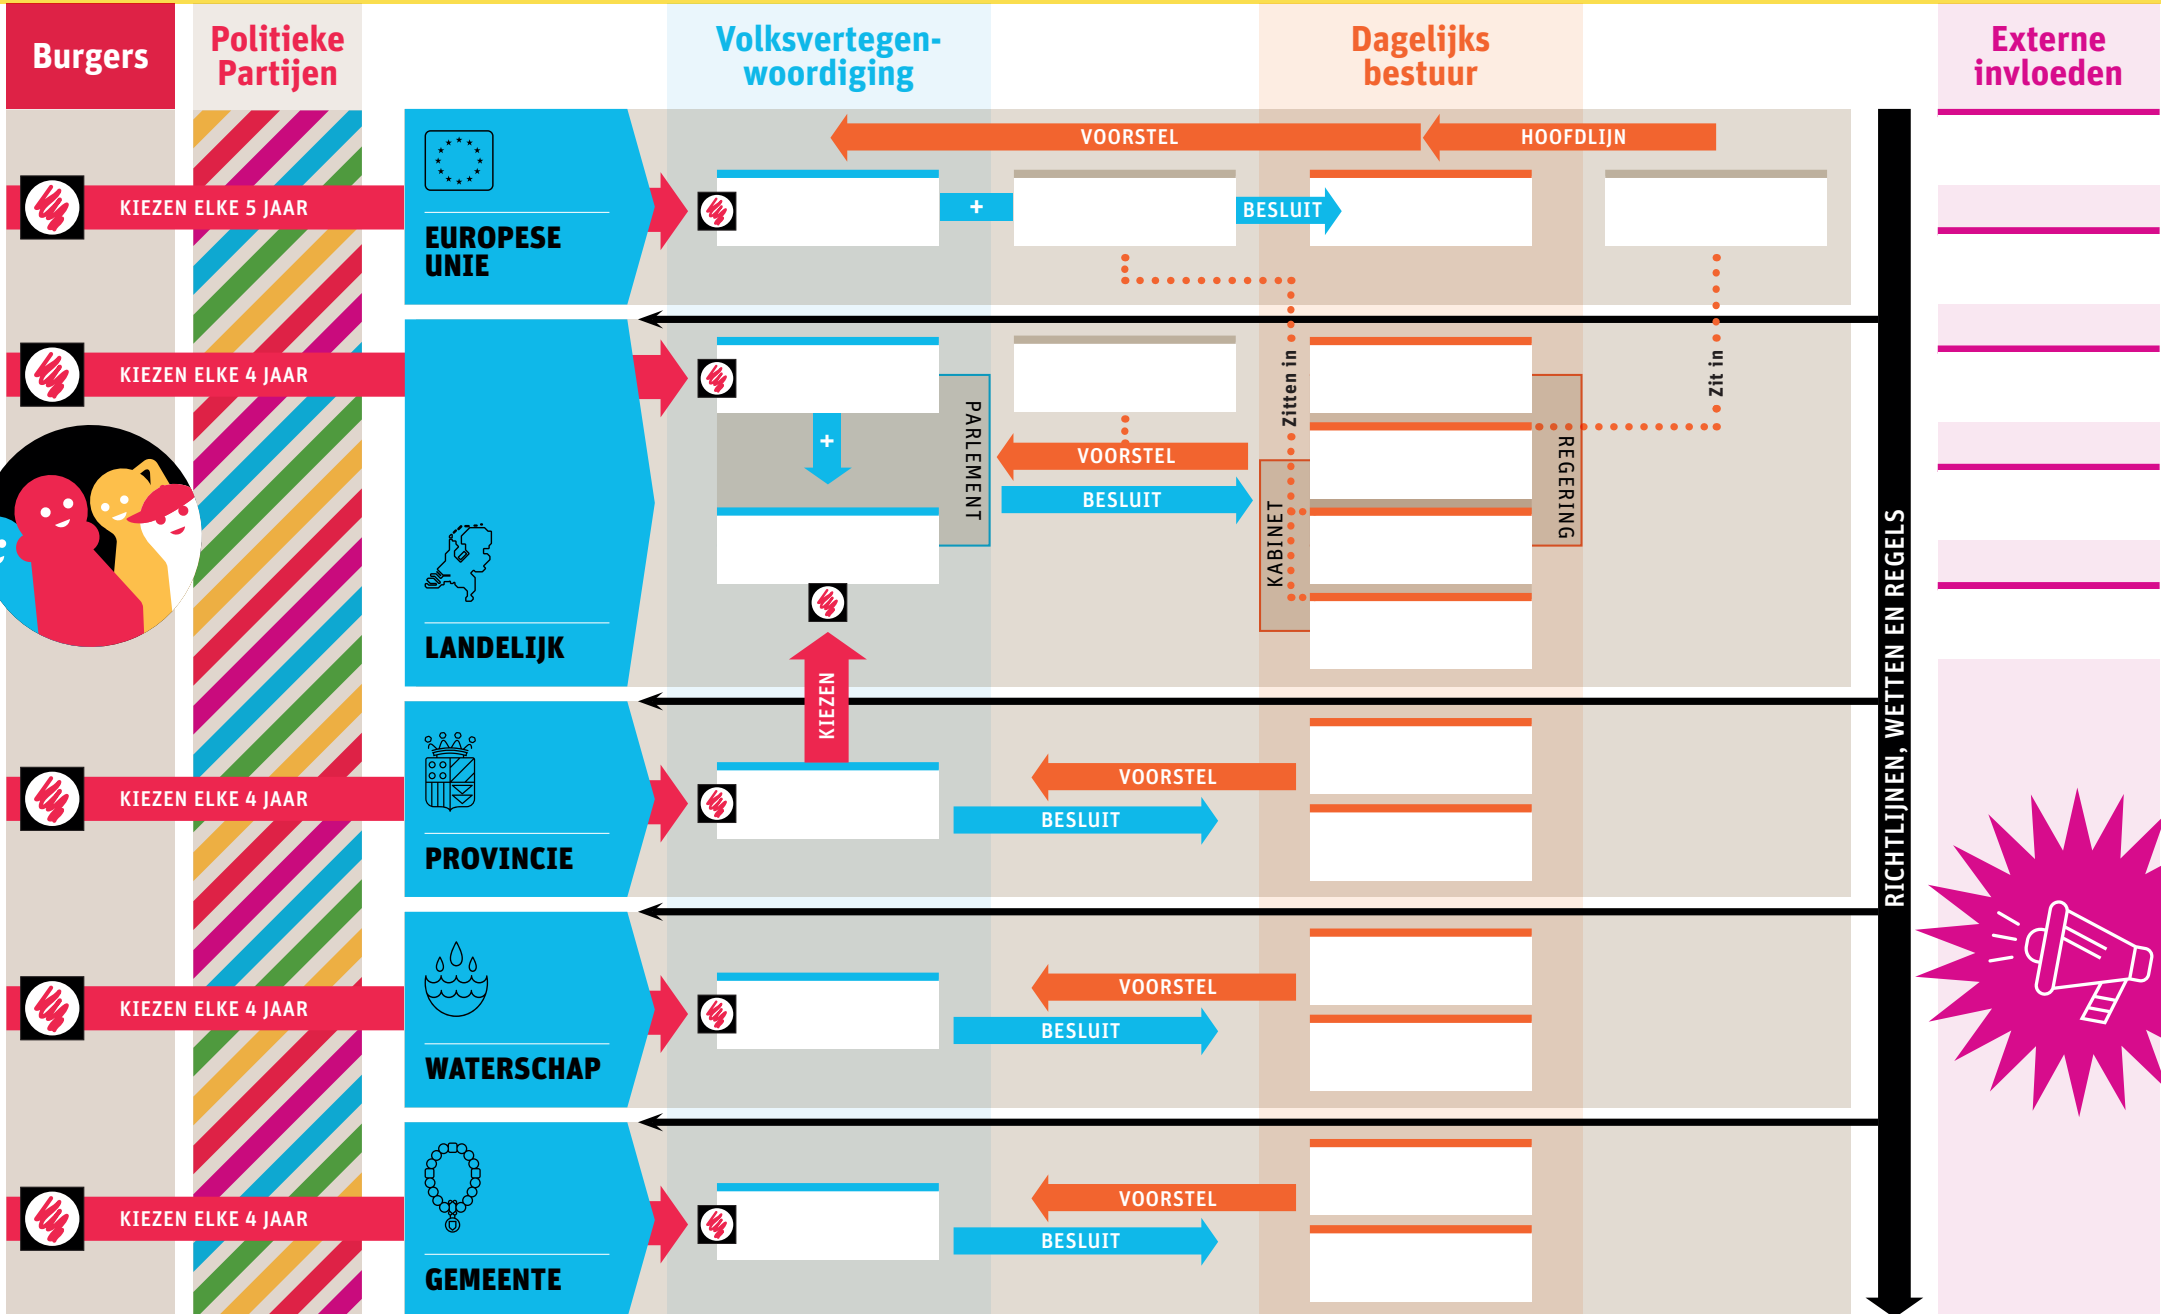 Burgers
Politieke
Partijen
Volksvertegen-
woordiging
Dagelijks
bestuur
Externe
invloeden
VOORSTEL
HOOFDLIJN
KIEZEN ELKE 5 JAAR
EUROPESE
UNIE
+
BESLUIT
KIEZEN ELKE 4 JAAR
LANDELIJK
+
PARLEMENT
VOORSTEL
BESLUIT
Zitten in
KABINET
REGERING
Zit in
RICHTLIJNEN, WETTEN EN REGELS
KIEZEN
KIEZEN ELKE 4 JAAR
PROVINCIE
VOORSTEL
BESLUIT
KIEZEN ELKE 4 JAAR
WATERSCHAP
VOORSTEL
BESLUIT
KIEZEN ELKE 4 JAAR
GEMEENTE
VOORSTEL
BESLUIT